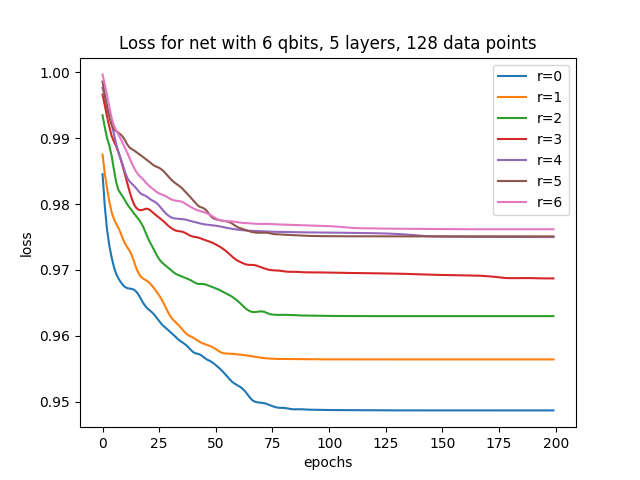 Loss for net with 6 qbits, 5 layers, 128 data points
1.00
0.99
0.98
0.97
0.96
0.95
loss
r=0
r=1
r=2
r=3
r=4
r=5
r=6
0 25 50 75 100 125 150 175 200
epochs